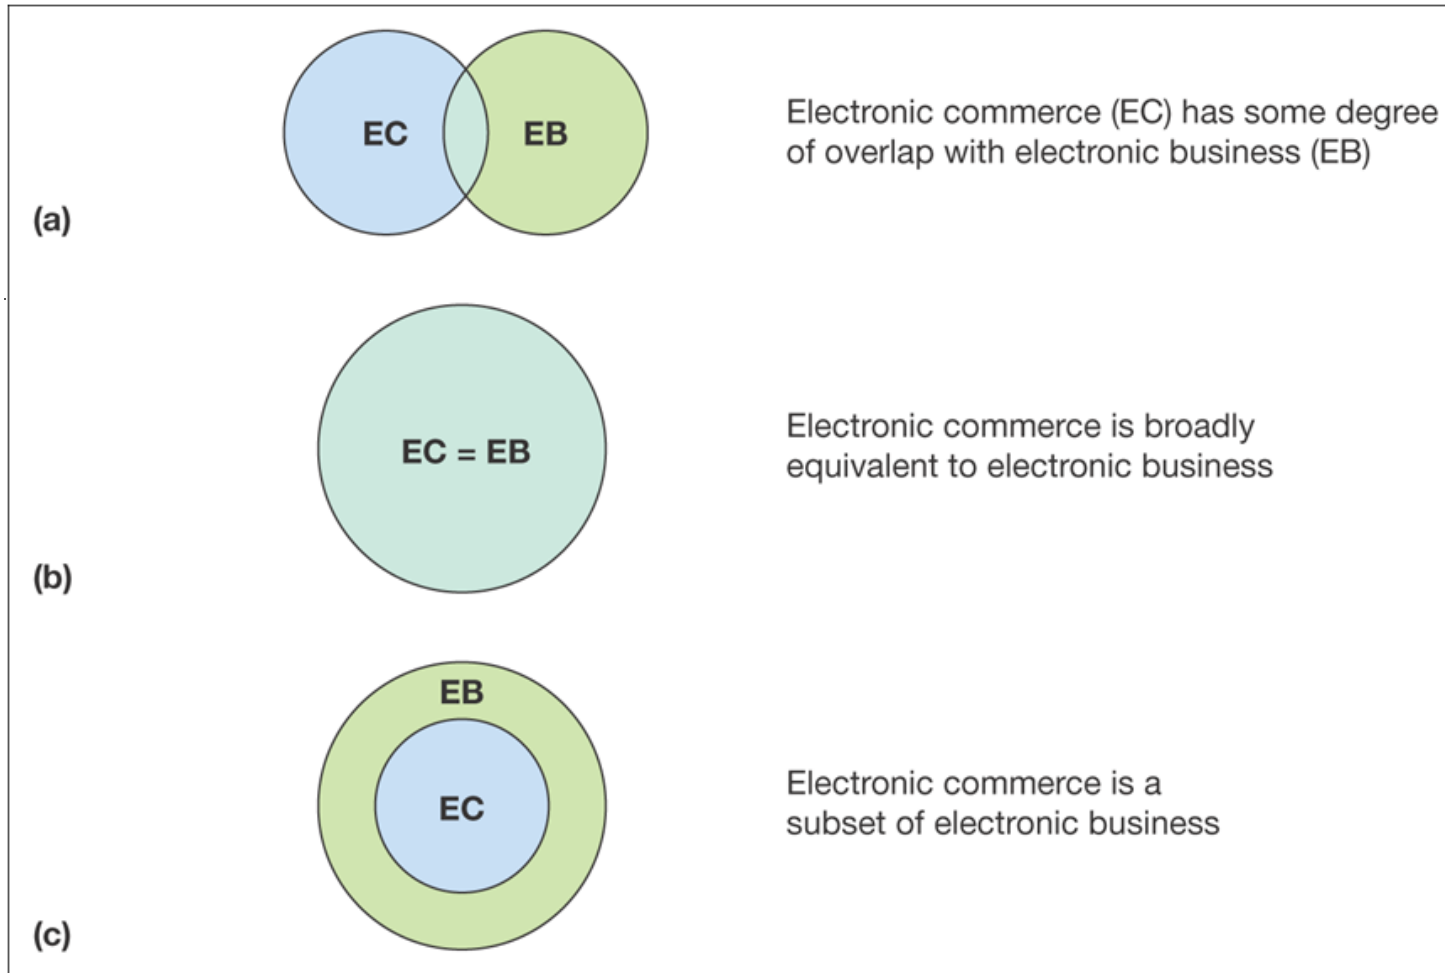 EC
EB
Electronic commerce (EC) has some degree
of overlap with electronic business (EB)
(a)
EC = EB
Electronic commerce is broadly
equivalent to electronic business
(b)
EB
EC
Electronic commerce is a
subset of electronic business
(c)